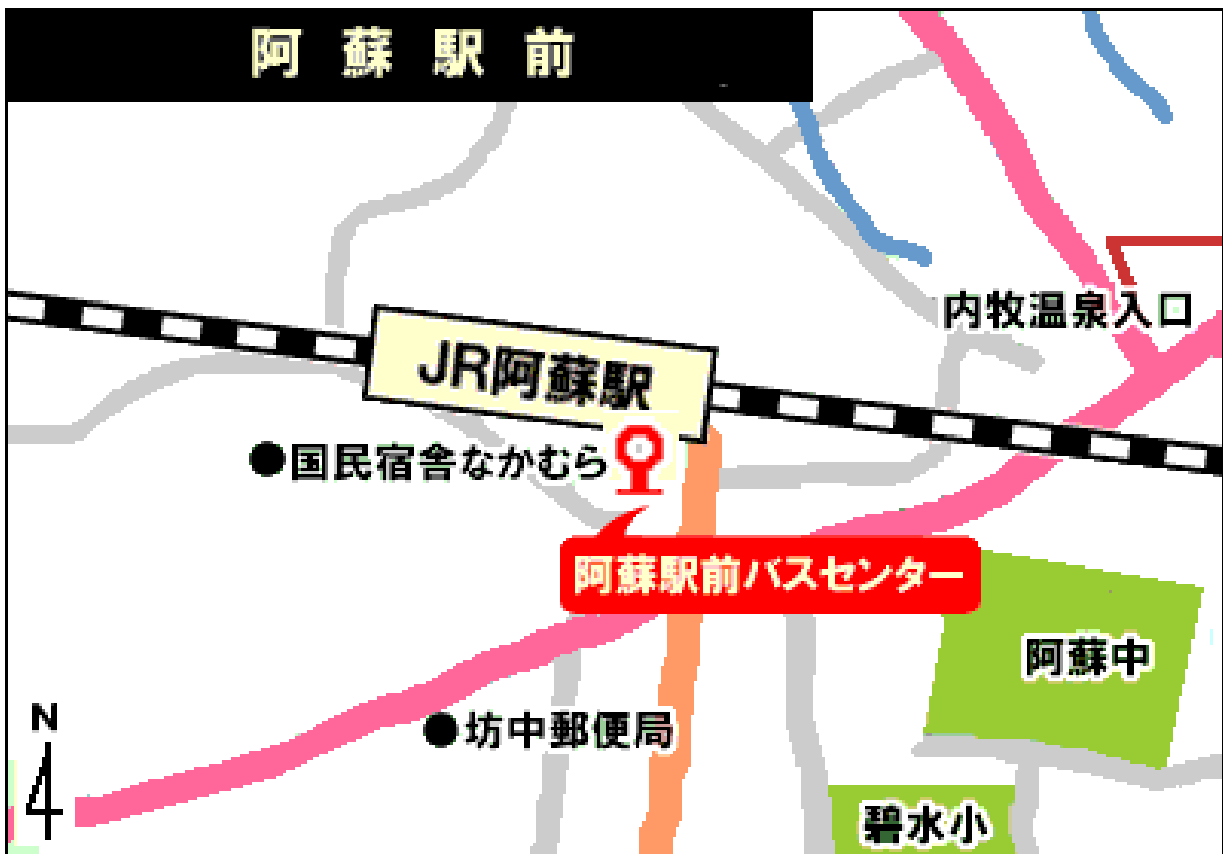 阿蘇駅前
内牧温泉入口
JR阿蘇駅
●国民宿舎なかむら
阿蘇駅前バスセンター
阿蘇中
N
●坊中郵便局
碧水小